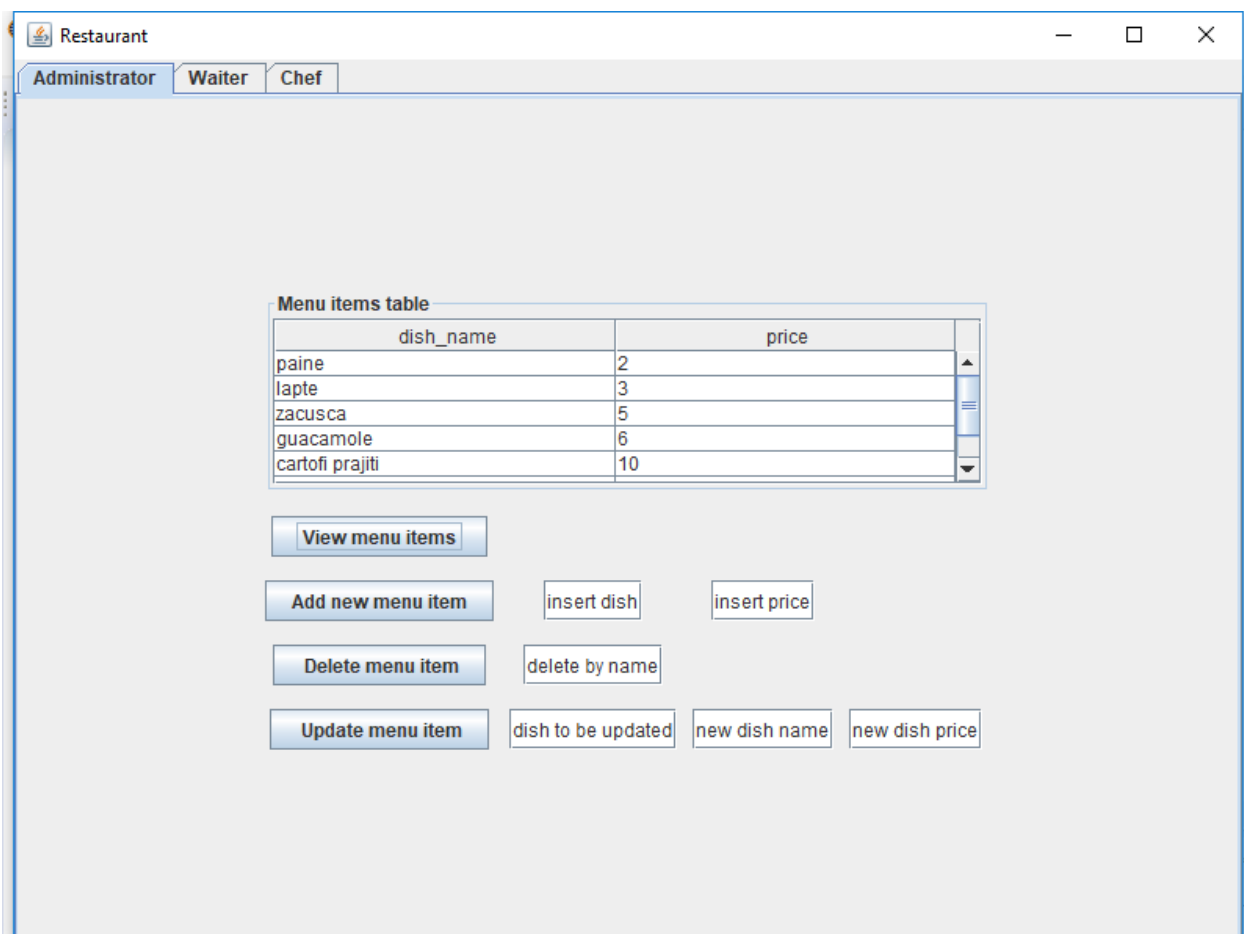 Restaurant
Administrator Waiter Chef
Menu items table
dish_name price
paine 2
lapte 3
zacusca 5
guacamole 6
cartofi prajiti 10
View menu items
Add new menu item insert dish insert price
Delete menu item delete by name
Update menu item dish to be updated new dish name new dish price